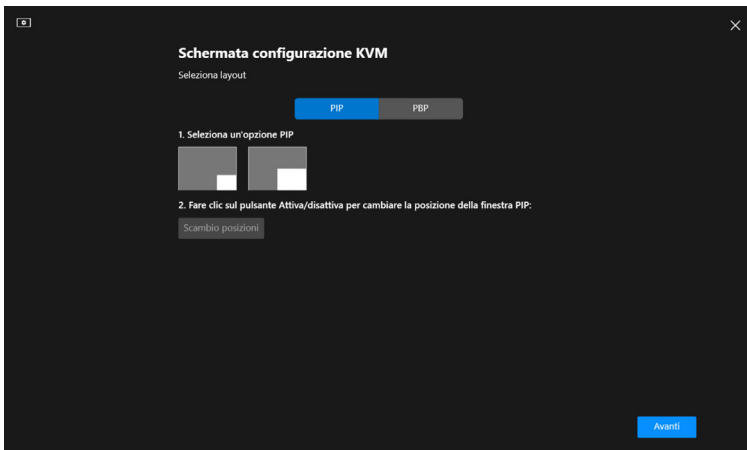 Schermata configurazione KVM
Seleziona layout
PIP PBP
1. Seleziona un'opzione PIP
2. Fare clic sul pulsante Attiva/disattiva per cambiare la posizione della finestra PIP:
Scambio posizioni
Avanti